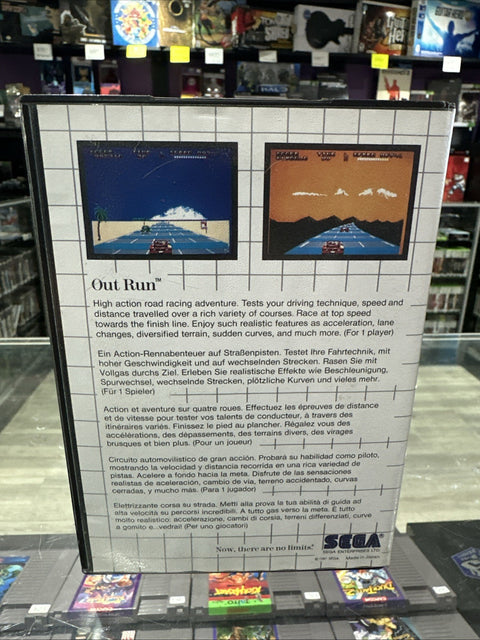 Out Run™
High action road racing adventure. Tests your driving technique, speed and
distance travelled over a rich variety of courses. Race at top speed
towards the finish line. Enjoy such realistic features as acceleration, lane
changes, diversified terrain, sudden curves, and much more. (For 1 player)
Ein Action-Rennabenteuer auf Straßenpisten. Testet Ihre Fahrtechnik, mit
hoher Geschwindigkeit und auf wechselnden Strecken. Rasen Sie mit
Vollgas durchs Ziel. Erleben Sie realistische Effekte wie Beschleunigung,
Spurwechsel, wechselnde Strecken, plötzliche Kurven und vieles mehr.
(Für 1 Spieler)
Action et aventure sur quatre roues. Effectuez les épreuves de distance
et de vitesse pour tester vos talents de conducteur, à travers des
itinéraires variés. Finissez le pied au plancher. Régalez vous des
accélérations, des dépassements, des terrains divers, des virages
brusques et bien plus. (Pour un joueur)
Circuito automovilístico de gran acción. Probará su habilidad como piloto,
mostrando la velocidad y distancia recorrida en una rica variedad de
pistas. Acelere a fondo hacia la meta. Disfrute de las sensaciones
realistas de aceleración, cambio de vía, terreno accidentado, curvas
cerradas, y mucho más. (Para 1 jugador)
Elettrizzante corsa su strada. Metti alla prova la tua abilità di guida ad
alta velocità su percorsi incredibili. A tutto gas verso la meta. È tutto
molto realistico: accelerazione, cambi di corsia, terreni differenziati, curve
a gomito e...vedrai! (Per uno giocatori)
Now, there are no limits!
SEGA
SEGA ENTERPRISES LTD.
© 1987 SEGA Made in Japan